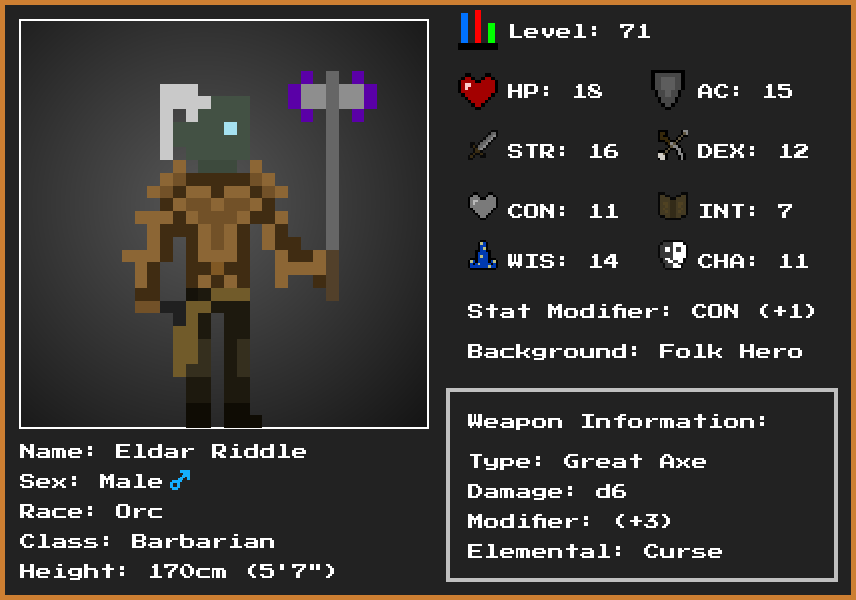 Level: 71
HP: 18 AC: 15
STR: 16 DEX: 12
CON: 11 INT: 7
WIS: 14 CHA: 11
Stat Modifier: CON (+1)
Background: Folk Hero
Weapon Information:
Type: Great Axe
Damage: d6
Modifier: (+3)
Elemental: Curse
Name: Eldar Riddle
Sex: Male ♂
Race: Orc
Class: Barbarian
Height: 170cm (5'7")